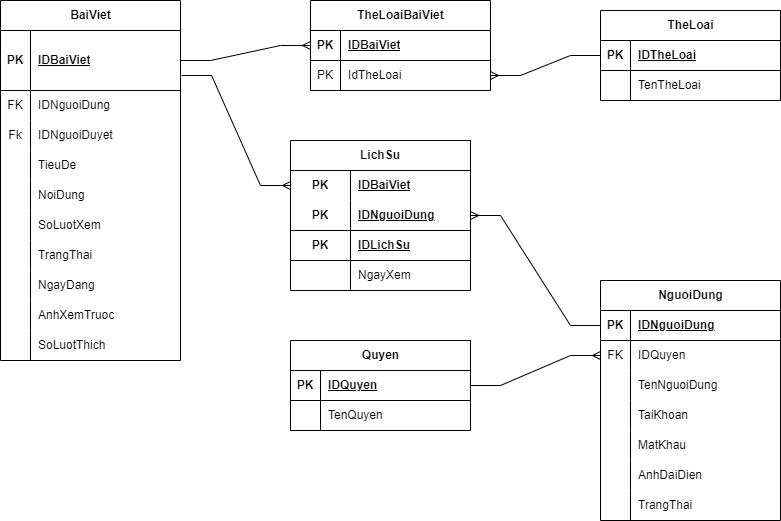 BaiViet
PK IDBaiViet
FK IDNguoiDung
Fk IDNguoiDuyet
TieuDe
NoiDung
SoLuotXem
TrangThai
NgayDang
AnhXemTruoc
SoLuotThich
TheLoaiBaiViet
PK IDBaiViet
PK IdTheLoai
TheLoai
PK IDTheLoai
TenTheLoai
LichSu
PK IDBaiViet
PK IDNguoiDung
PK IDLichSu
NgayXem
Quyen
PK IDQuyen
TenQuyen
NguoiDung
PK IDNguoiDung
FK IDQuyen
TenNguoiDung
TaiKhoan
MatKhau
AnhDaiDien
TrangThai